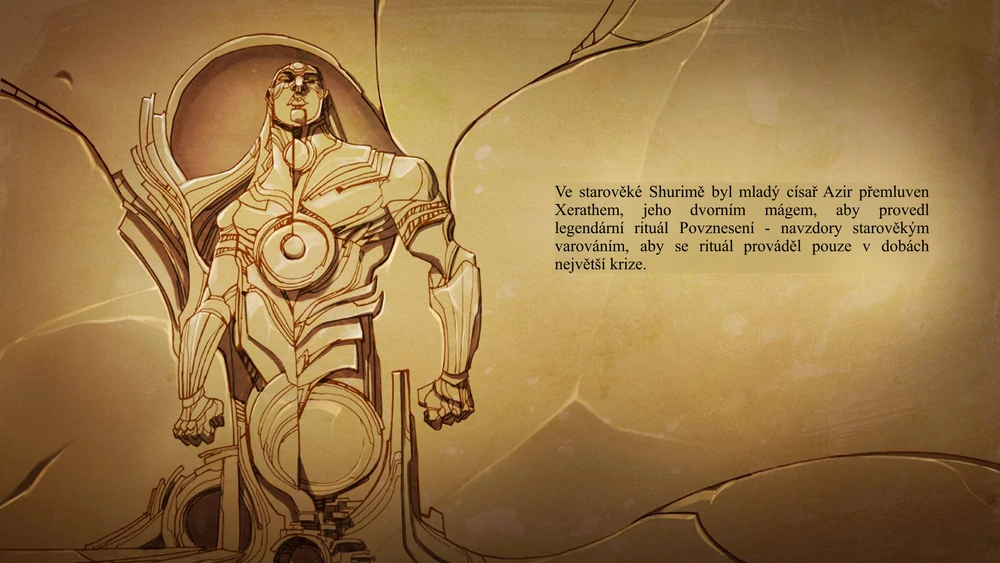 Ve starověké Shurimě byl mladý císař Azir přemluven
Xerathem, jeho dvorním mágem, aby provedl
legendární rituál Povznesení - navzdory starověkým
varováním, aby se rituál prováděl pouze v dobách
největší krize.